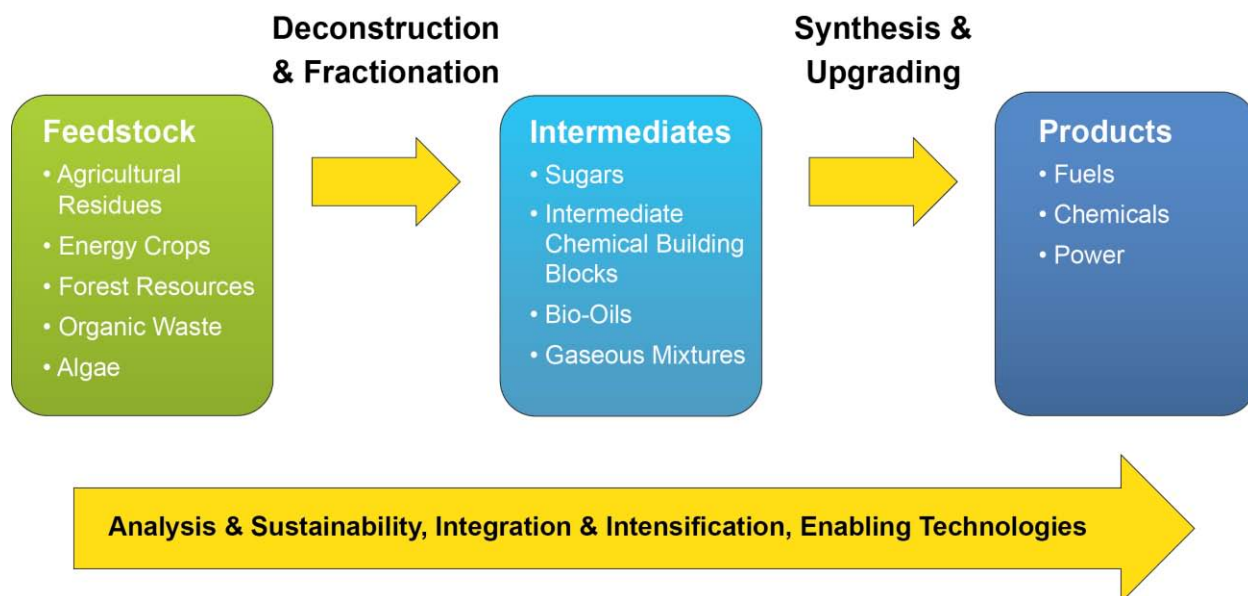 Deconstruction
& Fractionation
Synthesis &
Upgrading
Feedstock
• Agricultural
Residues
• Energy Crops
• Forest Resources
• Organic Waste
• Algae
Intermediates
• Sugars
• Intermediate
Chemical Building
Blocks
• Bio-Oils
• Gaseous Mixtures
Products
• Fuels
• Chemicals
• Power
Analysis & Sustainability, Integration & Intensification, Enabling Technologies